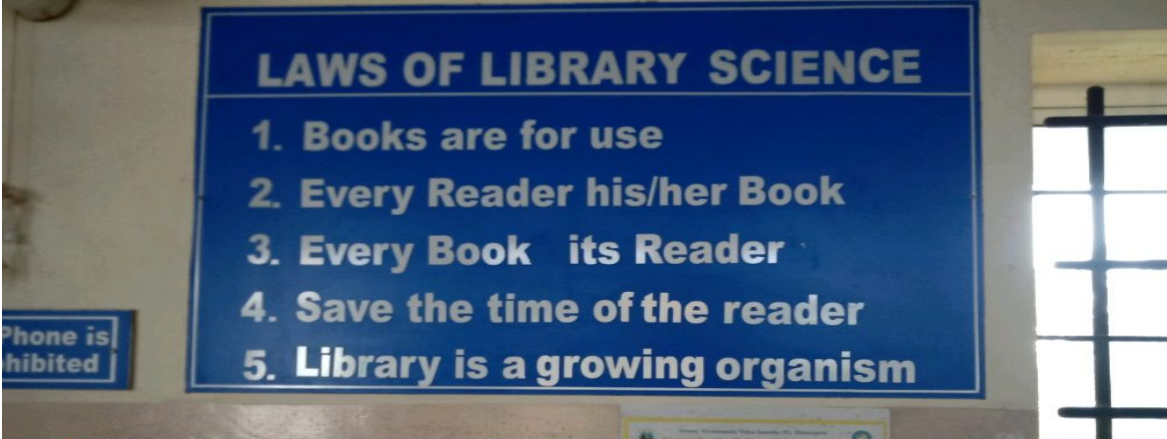 LAWS OF LIBRARY SCIENCE
1. Books are for use
2. Every Reader his/her Book
3. Every Book its Reader
4. Save the time of the reader
5. Library is a growing organism
Phone is
hibited